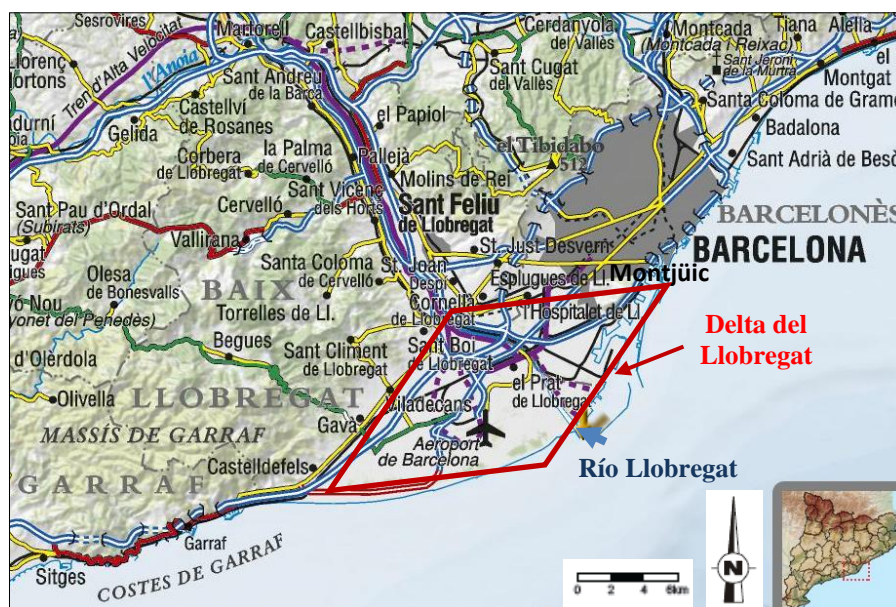 Sesrovires
Martorell
Castellbisbal
Cerdanyola
del Vallès
Montcada
(Montcada i Reixac)
Tiana
Alella
Sant Jeroni
de la Murtra
el
Montgat
Llorenç
Hortons
Tren d'Alta Velocitat
l'Anoia
Sant Andreu
de la Barca
Sant Cugat
del Vallès
Santa Coloma de Grame
Badalona
Castellví
de Rosanes
el Papiol
Gelida
Sant Adrià de Besò
Corbera
de Llobregat
la Palma
de Cervelló
Pallejà
el Tibidabo
512
Molins de Rei
Sant Vicenç
dels Horts
Sant Feliu
de Llobregat
Sant Pau d'Ordal
(Subirats)
Cervelló
Vallirana
BARCELONÈS
BARCELONA
St. Just Desvern
Olesa
de Bonesvalls
Santa Coloma
de Cervelló
St. Joan
Despí
Esplugues de Ll.
Montjüic
BAIX
Torrelles de Ll.
Cornellà
de Llobregat
l'Hospitalet de Ll.
Begues
Sant Climent
de Llobregat
Sant Boi
de Llobregat
Delta del
Llobregat
d'Olèrdola
el Prat
de Llobregat
Olivella
LLOBREGAT
Viladecans
MASSÍS DE GARRAF
Gavà
Aeroport
de Barcelona
Castelldefels
Río Llobregat
GARRAF
Garraf
Sitges
COSTES DE GARRAF
N
0 2 4 6km